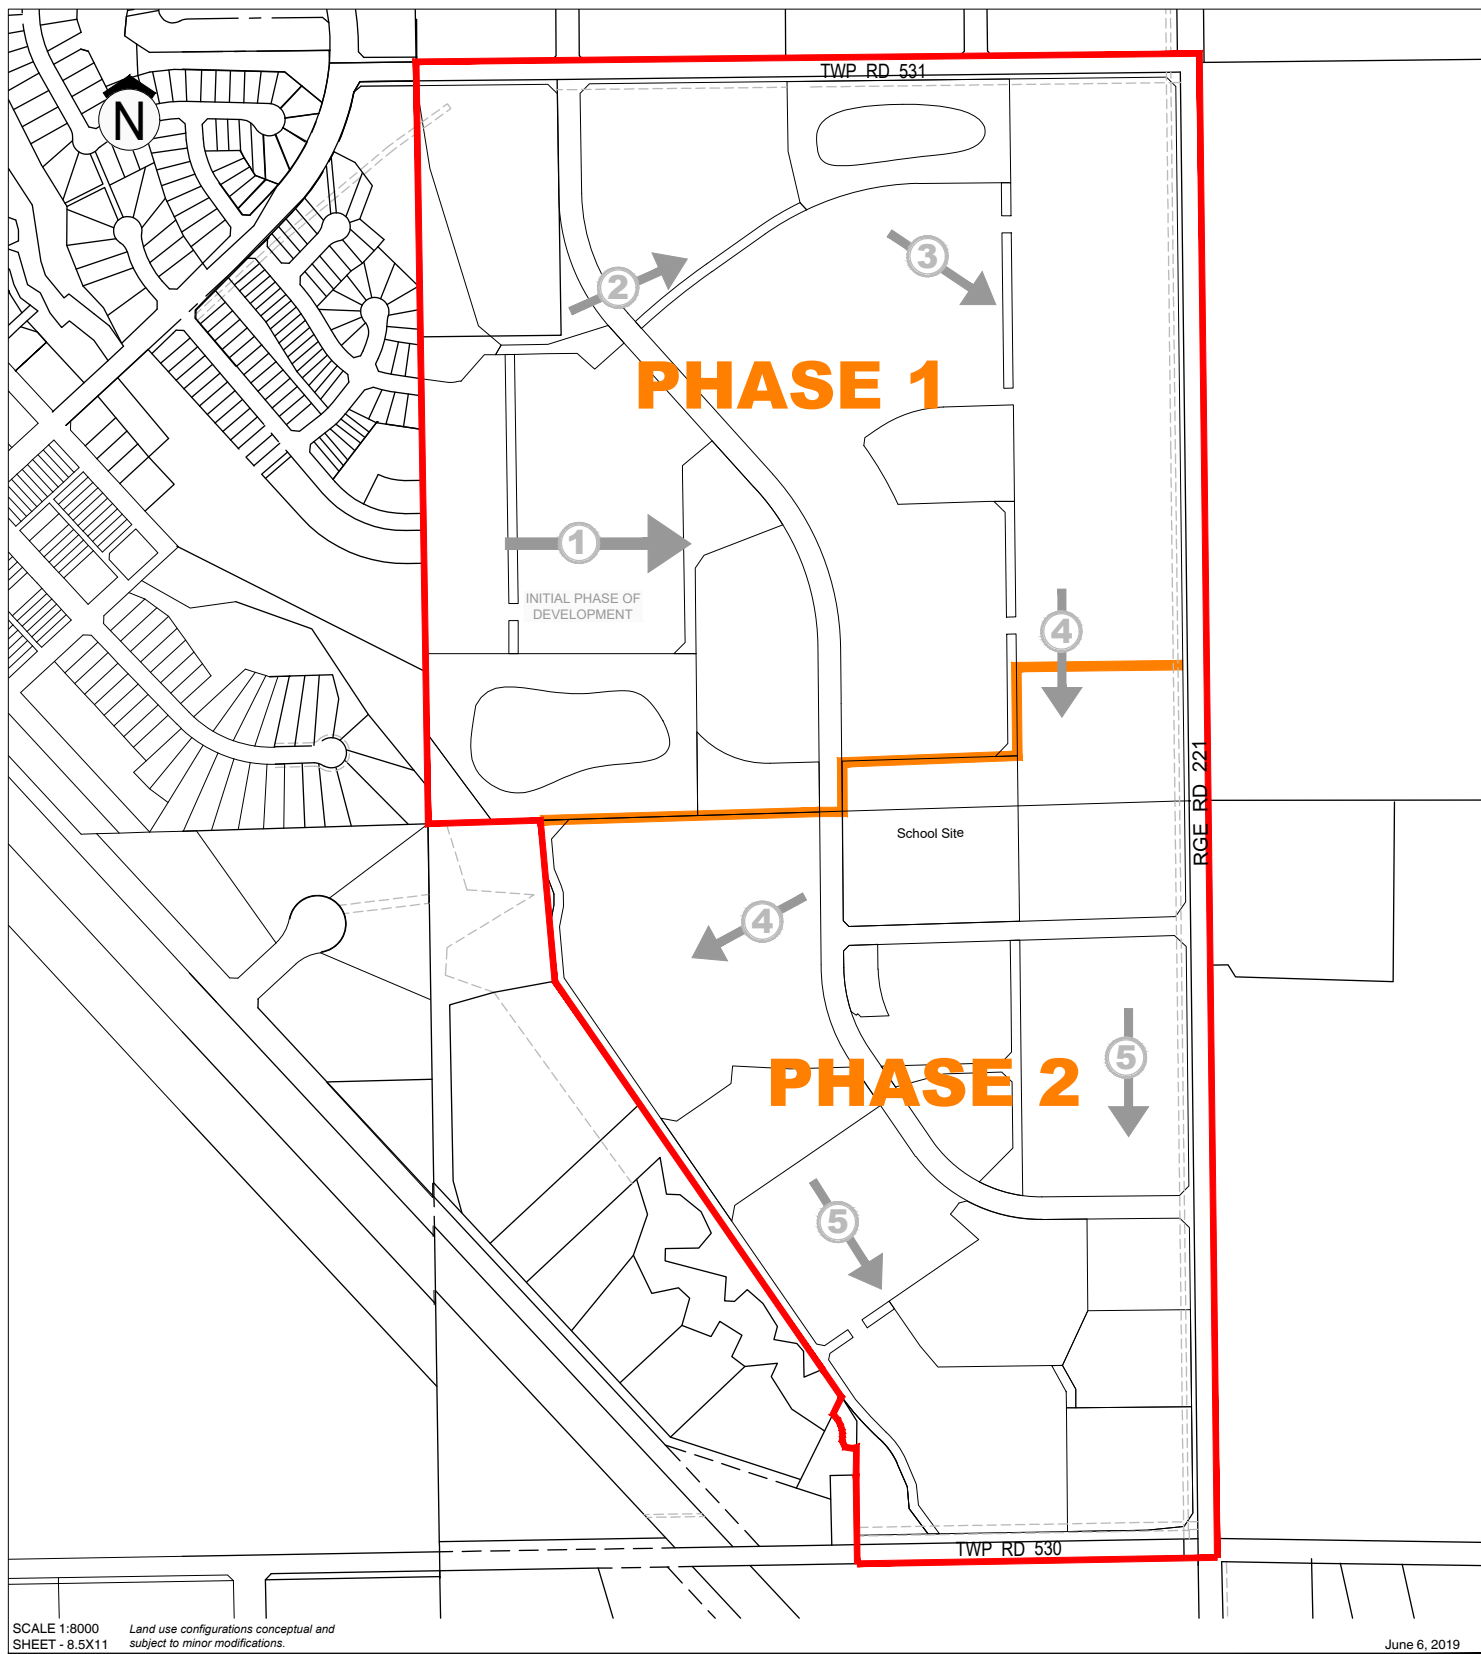 TWP RD 531
N
3
2
PHASE 1
1
INITIAL PHASE OF
DEVELOPMENT
4
RGE RD 221
School Site
4
PHASE 2
5
5
TWP RD 530
SCALE 1:8000
SHEET - 8.5X11
Land use configurations conceptual and
subject to minor modifications.
June 6, 2019